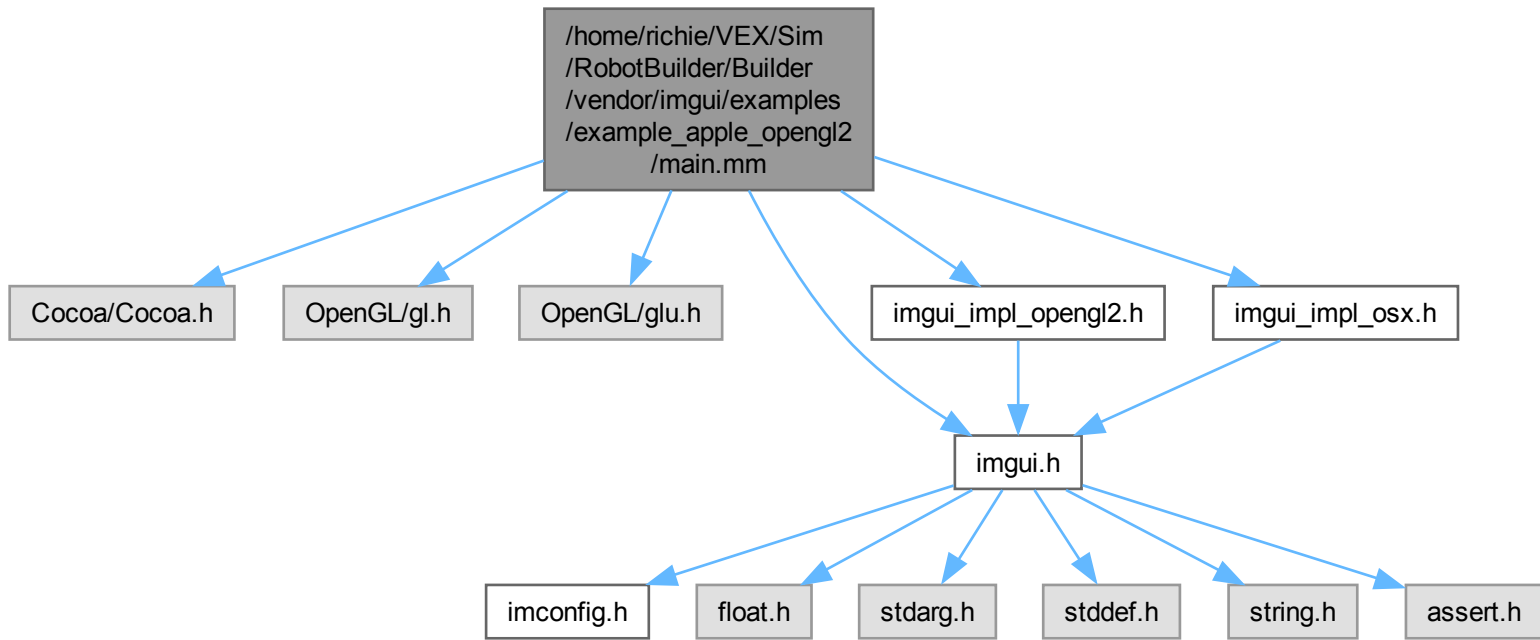 /home/richie/VEX/Sim
/RobotBuilder/Builder
/vendor/imgui/examples
/example_apple_opengl2
/main.mm
Cocoa/Cocoa.h
OpenGL/gl.h
OpenGL/glu.h
imgui_impl_opengl2.h
imgui_impl_osx.h
imgui.h
imconfig.h
float.h
stdarg.h
stddef.h
string.h
assert.h